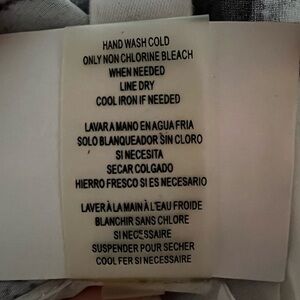 HAND WASH COLD
ONLY NON CHLORINE BLEACH
WHEN NEEDED
LINE DRY
COOL IRON IF NEEDED
LAVAR A MANO EN AGUA FRIA
SOLO BLANQUEADOR SIN CLORO
SI NECESITA
SECAR COLGADO
HIERRO FRESCO SI ES NECESARIO
LAVER À LA MAIN À L'EAU FROIDE
BLANCHIR SANS CHLORE
SI NECESSAIRE
SUSPENDER POUR SECHER
COOL FER SI NECESSAIRE